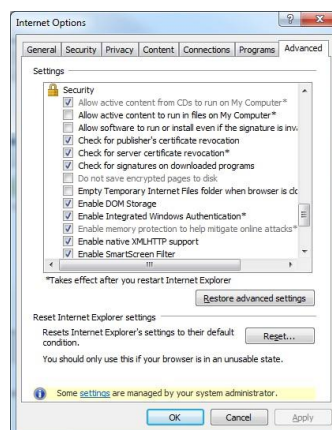 Internet Options
General Security Privacy Content Connections Programs Advanced
Settings
Security
Allow active content from CDs to run on My Computer*
Allow active content to run in files on My Computer*
Allow software to run or install even if the signature is
Check for publisher's certificate revocation
Check for server certificate revocation*
Check for signatures on downloaded programs
Do not save encrypted pages to disk
Empty Temporary Internet Files folder when browser is
Enable DOM Storage
Enable Integrated Windows Authentication*
Enable memory protection to help mitigate online attacks*
Enable native XMLHTTP support
Enable SmartScreen Filter
*Takes effect after you restart Internet Explorer
Restore advanced settings
Reset Internet Explorer settings
Resets Internet Explorer's settings to their default
condition.
Reset...
You should only use this if your browser is in an unusable state.
Some settings are managed by your system administrator.
OK Cancel Apply